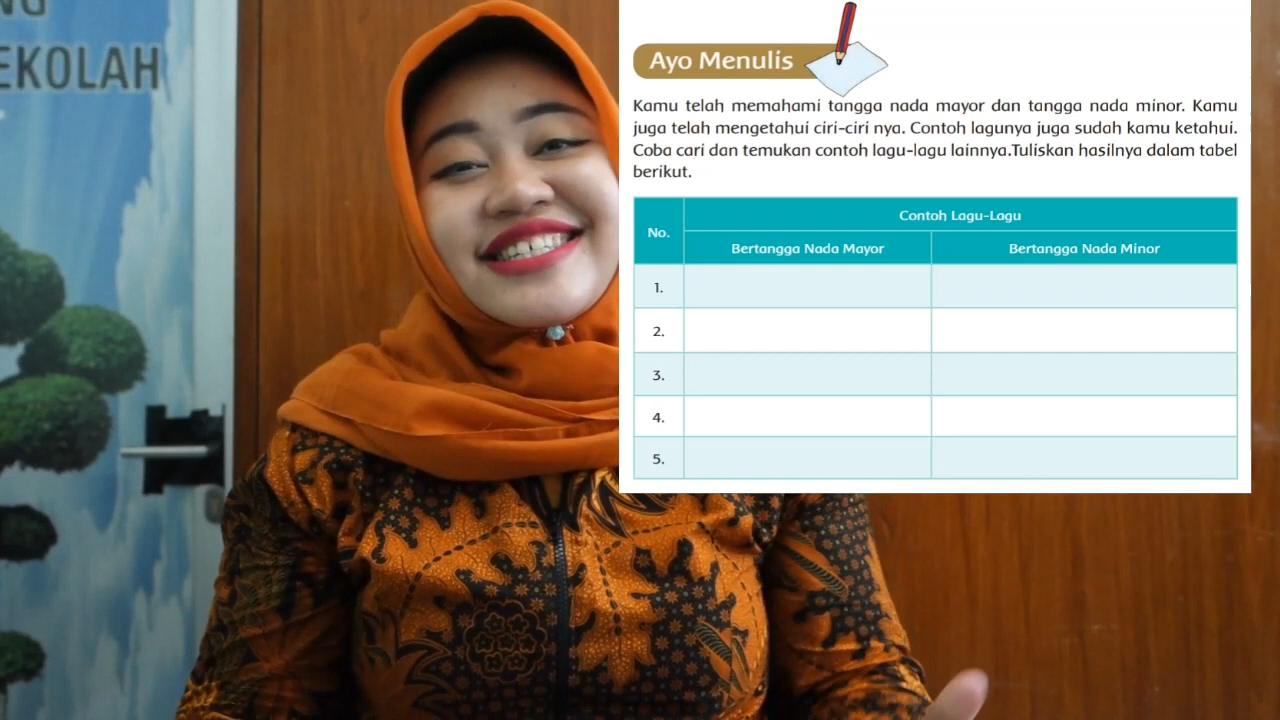 EKOLAH
Ayo Menulis
Kamu telah memahami tangga nada mayor dan tangga nada minor. Kamu
juga telah mengetahui ciri-ciri nya. Contoh lagunya juga sudah kamu ketahui.
Coba cari dan temukan contoh lagu-lagu lainnya.Tuliskan hasilnya dalam tabel
berikut.
No.
Contoh Lagu-Lagu
Bertangga Nada Mayor
Bertangga Nada Minor
1.
2.
3.
4.
5.